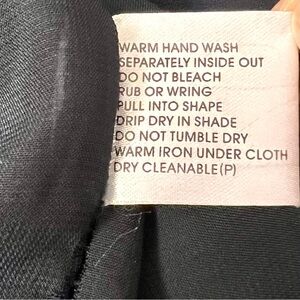 WARM HAND WASH
SEPARATELY INSIDE OUT
DO NOT BLEACH
RUB OR WRING
PULL INTO SHAPE
DRIP DRY IN SHADE
DO NOT TUMBLE DRY
WARM IRON UNDER CLOTH
DRY CLEANABLE(P)